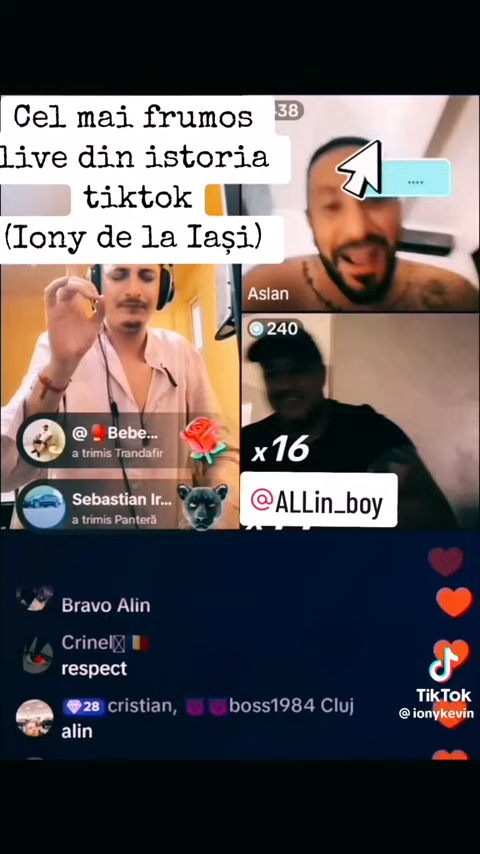 Cel mai frumos
live din istoria
tiktok
(Iony de la Iași)
38
....
Aslan
240
@🥊Bebe...
a trimis Trandafir
x16
Sebastian Ir...
a trimis Panteră
@ALLin_boy
Bravo Alin
Crinel
respect
28 cristian, 😈😈boss1984 Cluj
alin
TikTok
@ionykevin